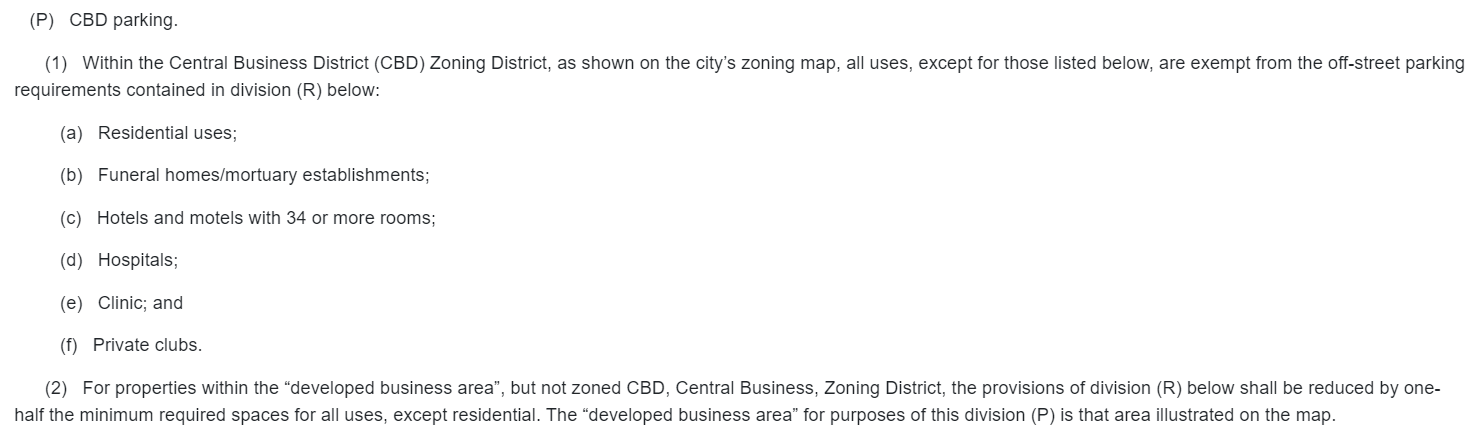 (P) CBD parking.
(1) Within the Central Business District (CBD) Zoning District, as shown on the city’s zoning map, all uses, except for those listed below, are exempt from the off-street parking
requirements contained in division (R) below:
(a) Residential uses;
(b) Funeral homes/mortuary establishments;
(c) Hotels and motels with 34 or more rooms;
(d) Hospitals;
(e) Clinic; and
(f) Private clubs.
(2) For properties within the “developed business area”, but not zoned CBD, Central Business, Zoning District, the provisions of division (R) below shall be reduced by one-
half the minimum required spaces for all uses, except residential. The “developed business area” for purposes of this division (P) is that area illustrated on the map.